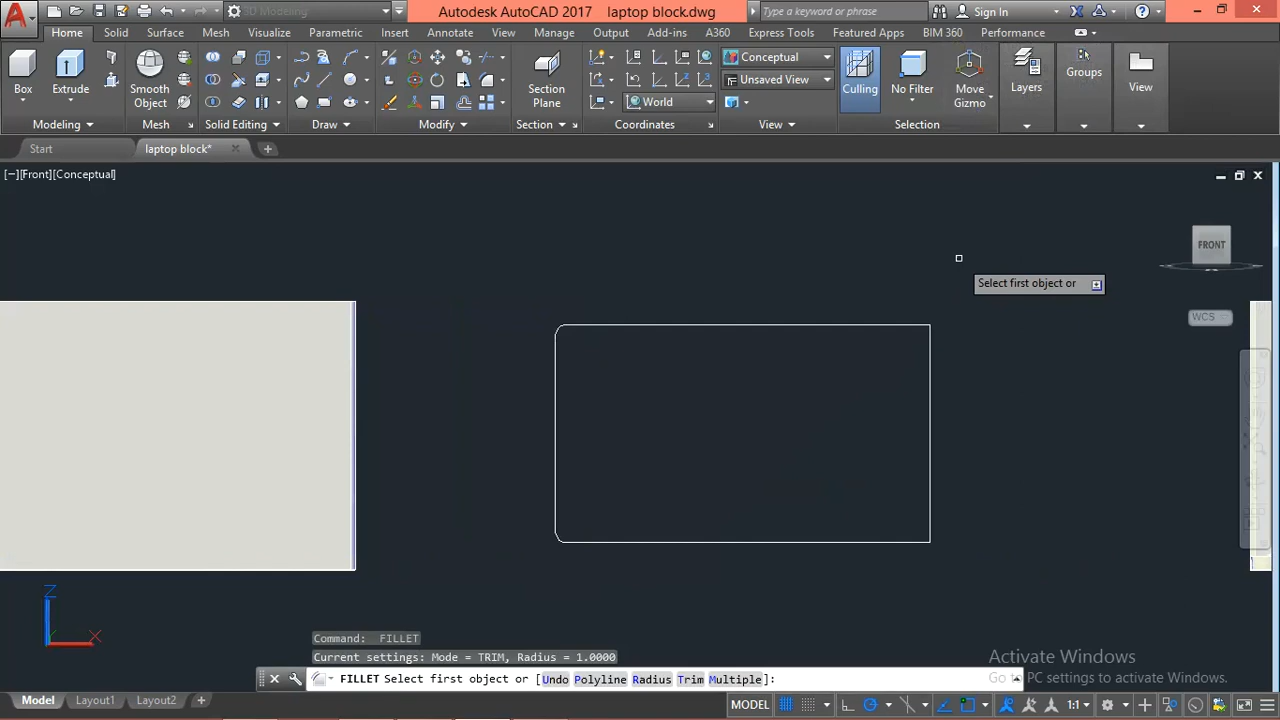 3D Modeling
Autodesk AutoCAD 2017 laptop block.dwg
Type a keyword or phrase
Sign In
Home Solid Surface Mesh Visualize Parametric Insert Annotate View Manage Output Add-ins A360 Express Tools Featured Apps BIM 360 Performance
Box
Extrude
Smooth Object
Section Plane
Conceptual
Unsaved View
World
Culling
No Filter
Move Gizmo
Layers
Groups
View
Modeling Mesh Solid Editing Draw Modify Section Coordinates View Selection
Start laptop block*
[−][Front][Conceptual]
FRONT
Select first object or
WCS
Z
X
Command: FILLET
Current settings: Mode = TRIM, Radius = 1.0000
Activate Windows
Go to PC settings to activate Windows.
FILLET Select first object or [Undo Polyline Radius Trim Multiple]:
Model Layout1 Layout2
MODEL
1:1